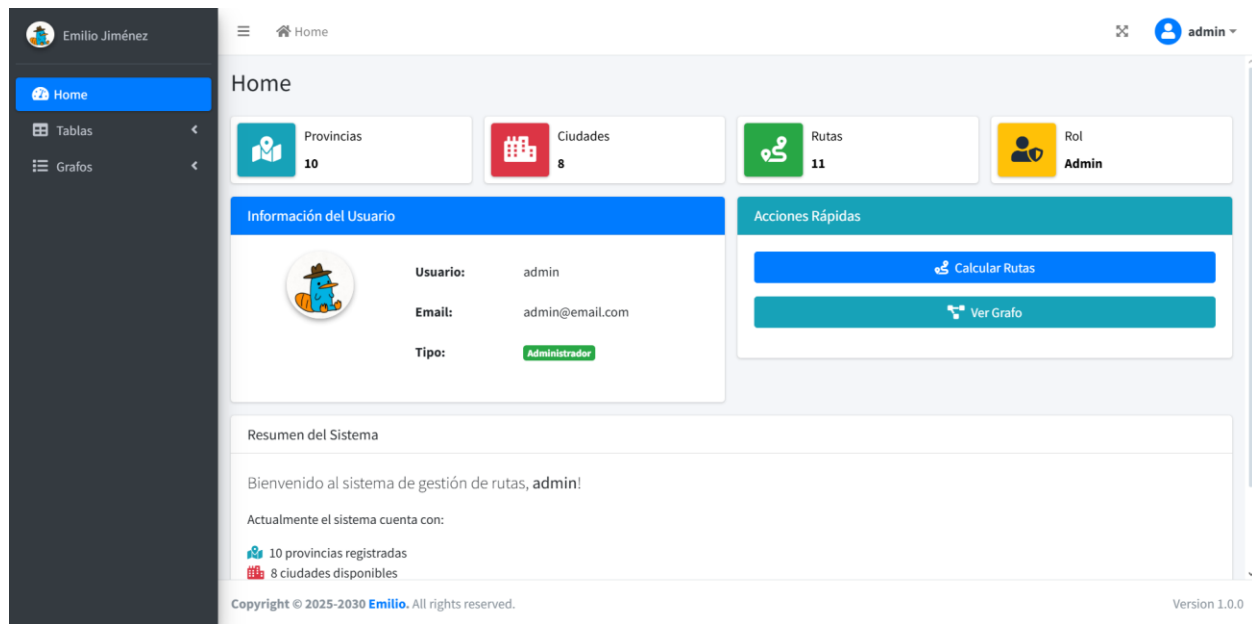 Emilio Jiménez
Home
admin
Home
Tablas
Grafos
Home
Provincias
10
Ciudades
8
Rutas
11
Rol
Admin
Información del Usuario
Usuario: admin
Email: admin@email.com
Tipo: Administrador
Acciones Rápidas
Calcular Rutas
Ver Grafo
Resumen del Sistema
Bienvenido al sistema de gestión de rutas, admin!
Actualmente el sistema cuenta con:
10 provincias registradas
8 ciudades disponibles
Copyright © 2025-2030 Emilio. All rights reserved.
Version 1.0.0